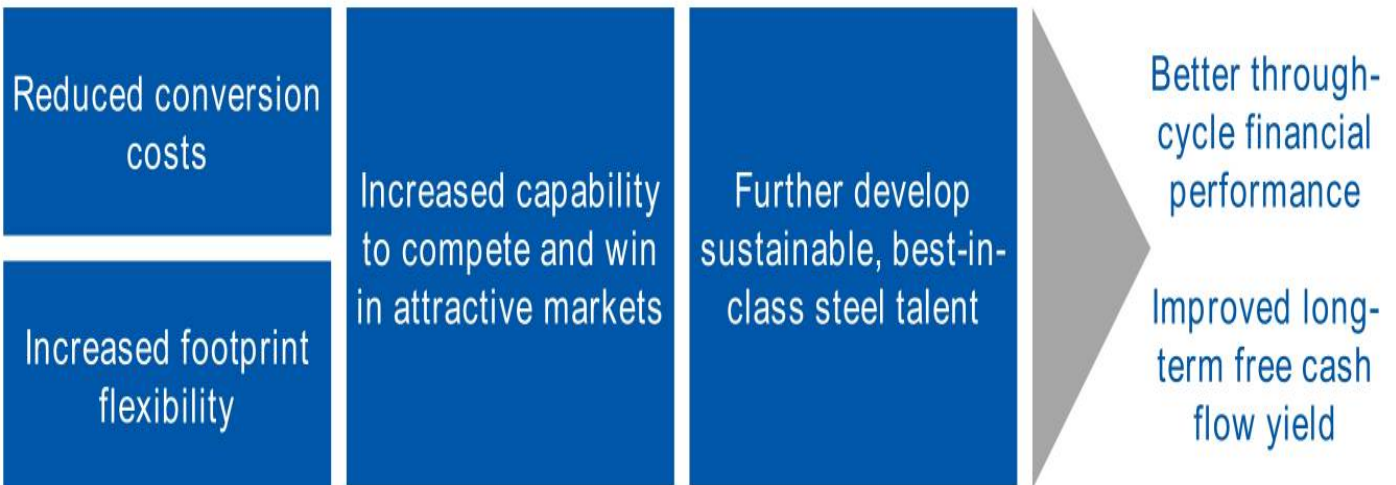 Reduced conversion
costs
Increased footprint
flexibility
Increased capability
to compete and win
in attractive markets
Further develop
sustainable, best-in-
class steel talent
Better through-
cycle financial
performance
Improved long-
term free cash
flow yield